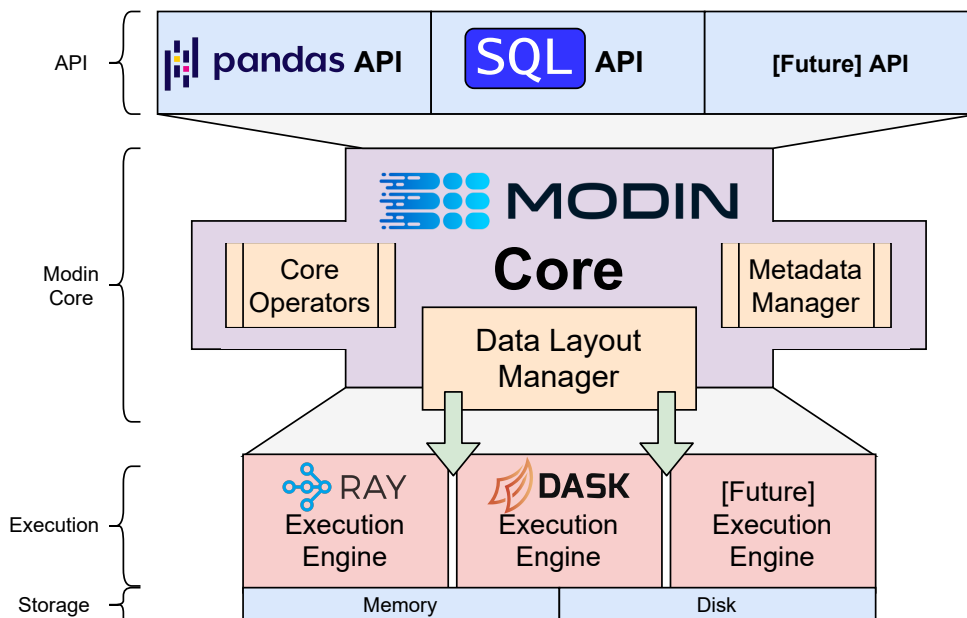 API
pandas API
SQL API
[Future] API
Modin
Core
MODIN
Core
Core
Operators
Metadada
Manager
Data Layout
Manager
Execution
RAY
Execution
Engine
DASK
Execution
Engine
[Future]
Execution
Engine
Storage
Memory
Disk